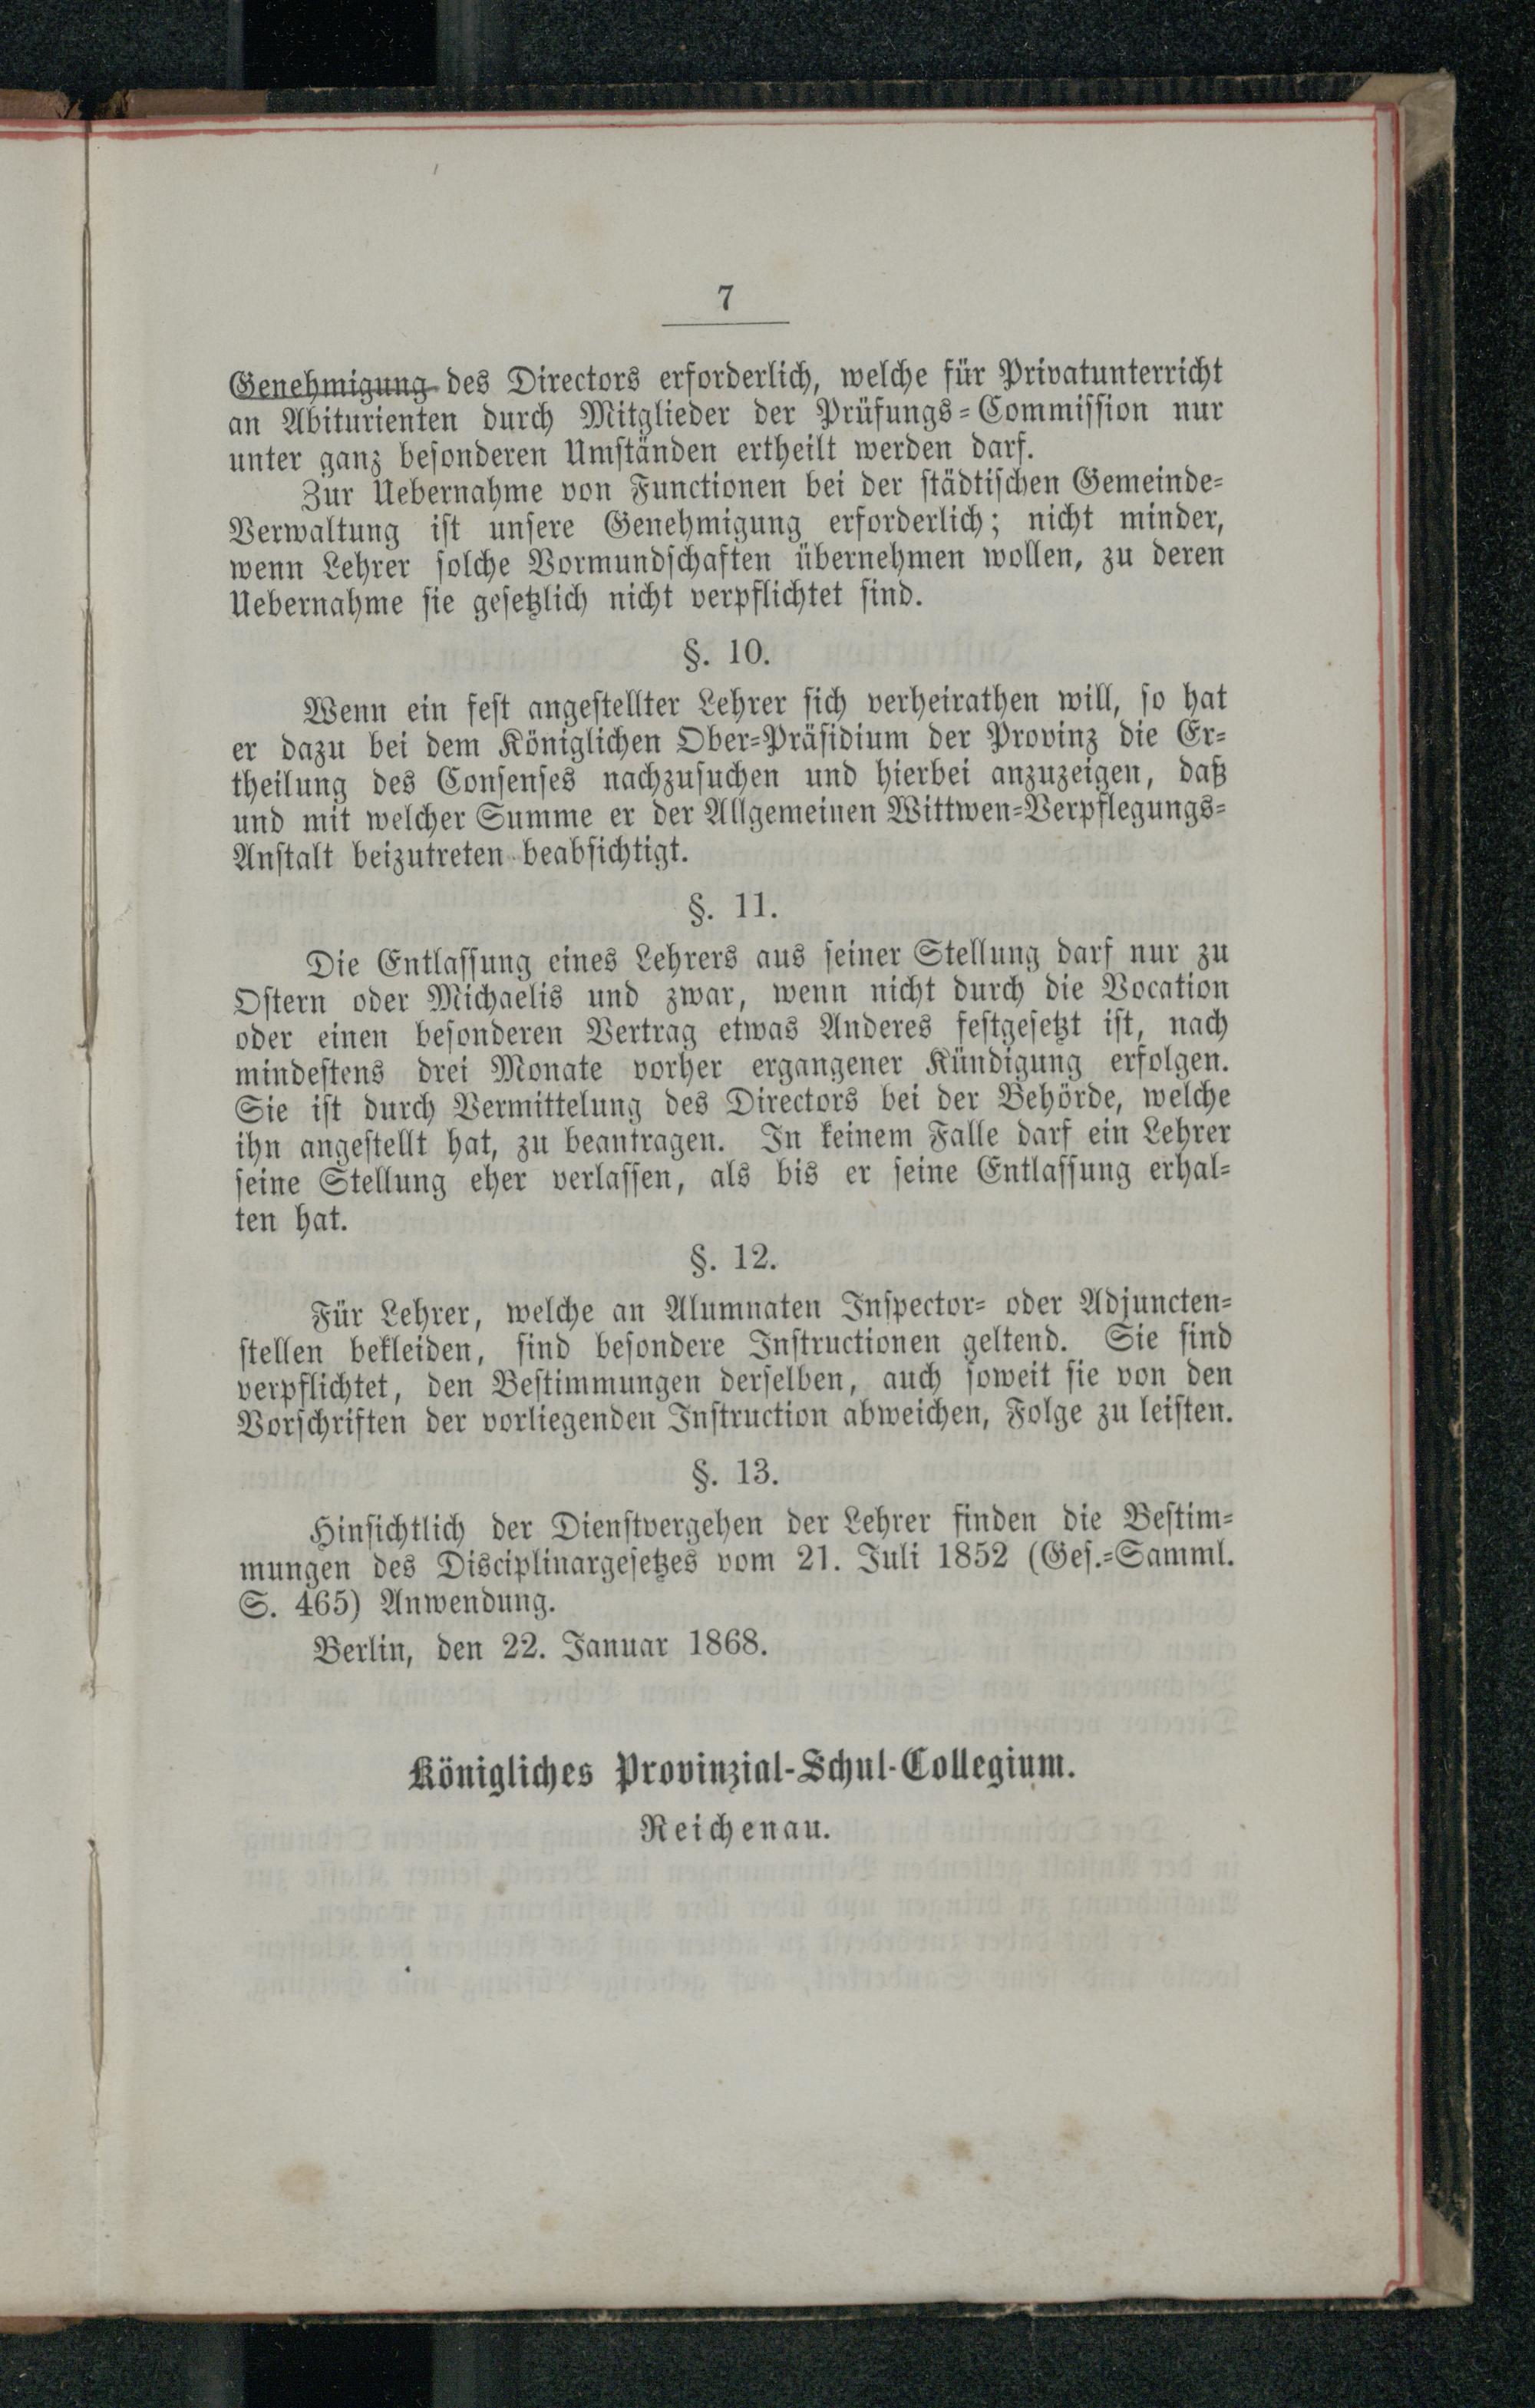 7
Genehmigung des Directors erforderlich, welche für Privatunterricht
an Abiturienten durch Mitglieder der Prüfungs-Commission nur
unter ganz besonderen Umständen ertheilt werden darf.
Zur Uebernahme von Functionen bei der städtischen Gemeinde-
Verwaltung ist unsere Genehmigung erforderlich; nicht minder,
wenn Lehrer solche Vormundschaften übernehmen wollen, zu deren
Uebernahme sie gesetzlich nicht verpflichtet sind.
§. 10.
Wenn ein fest angestellter Lehrer sich verheirathen will, so hat
er dazu bei dem Königlichen Ober-Präsidium der Provinz die Er-
theilung des Consenses nachzusuchen und hierbei anzuzeigen, daß
und mit welcher Summe er der Allgemeinen Wittwen-Verpflegungs-
Anstalt beizutreten beabsichtigt.
§. 11.
Die Entlassung eines Lehrers aus seiner Stellung darf nur zu
Ostern oder Michaelis und zwar, wenn nicht durch die Vocation
oder einen besonderen Vertrag etwas Anderes festgesetzt ist, nach
mindestens drei Monate vorher ergangener Kündigung erfolgen.
Sie ist durch Vermittelung des Directors bei der Behörde, welche
ihn angestellt hat, zu beantragen. In keinem Falle darf ein Lehrer
seine Stellung eher verlassen, als bis er seine Entlassung erhal-
ten hat.
§. 12.
Für Lehrer, welche an Alumnaten Inspector- oder Adjuncten-
stellen bekleiden, sind besondere Instructionen geltend. Sie sind
verpflichtet, den Bestimmungen derselben, auch soweit sie von den
Vorschriften der vorliegenden Instruction abweichen, Folge zu leisten.
§. 13.
Hinsichtlich der Dienstvergehen der Lehrer finden die Bestim-
mungen des Disciplinargesetzes vom 21. Juli 1852 (Ges.-Samml.
S. 465) Anwendung.
Berlin, den 22. Januar 1868.
Königliches Provinzial-Schul-Collegium.
Reichenau.